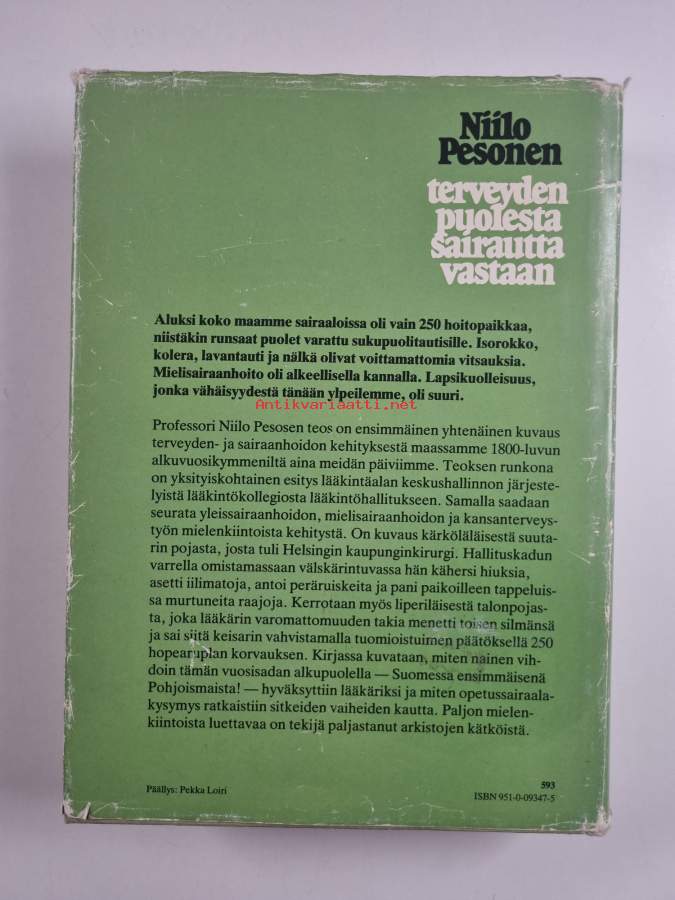 Niilo
Pesonen
terveyden
puolesta
sairautta
vastaan
Aluksi koko maamme sairaaloissa oli vain 250 hoitopaikkaa,
niistäkin runsaat puolet varattu sukupuolitautisille. Isorokko,
kolera, lavantauti ja nälkä olivat voittamattomia vitsauksia.
Mielisairaanhoito oli alkeellisella kannalla. Lapsikuolleisuus,
jonka vähäisyydestä tänään ylpeilemme, oli suuri.
Antikvariaatti.net
Professori Niilo Pesosen teos on ensimmäinen yhtenäinen kuvaus
terveyden- ja sairaanhoidon kehityksestä maassamme 1800-luvun
alkuvuosikymmeniltä aina meidän päiviimme. Teoksen runkona
on yksityiskohtainen esitys lääkintäalan keskushallinnon järjeste-
lyistä lääkintökollegiosta lääkintöhallitukseen. Samalla saadaan
seurata yleissairaanhoidon, mielisairaanhoidon ja kansanterveys-
työn mielenkiintoista kehitystä. On kuvaus kärkölä­läisestä suuta-
rin pojasta, josta tuli Helsingin kaupunginkirurgi. Hallituskadun
varrella omistamassaan välskärintuvassa hän kähersi hiuksia,
asetti iilimatoja, antoi peräruiskeita ja pani paikoilleen tappeluis-
sa murtuneita raajoja. Kerrotaan myös liperiläisestä talonpojas-
ta, joka lääkärin varomattomuuden takia menetti toisen silmänsä
ja sai siitä keisarin vahvistamalla tuomioistuimen päätöksellä 250
hopearuplan korvauksen. Kirjassa kuvataan, miten nainen vih-
doin tämän vuosisadan alkupuolella — Suomessa ensimmäisenä
Pohjoismaista! — hyväksyttiin lääkäriksi ja miten opetussairaala-
kysymys ratkaistiin sitkeiden vaiheiden kautta. Paljon mielen-
kiintoista luettavaa on tekijä paljastanut arkistojen kätköistä.
Päällys: Pekka Loiri
593
ISBN 951-0-09347-5